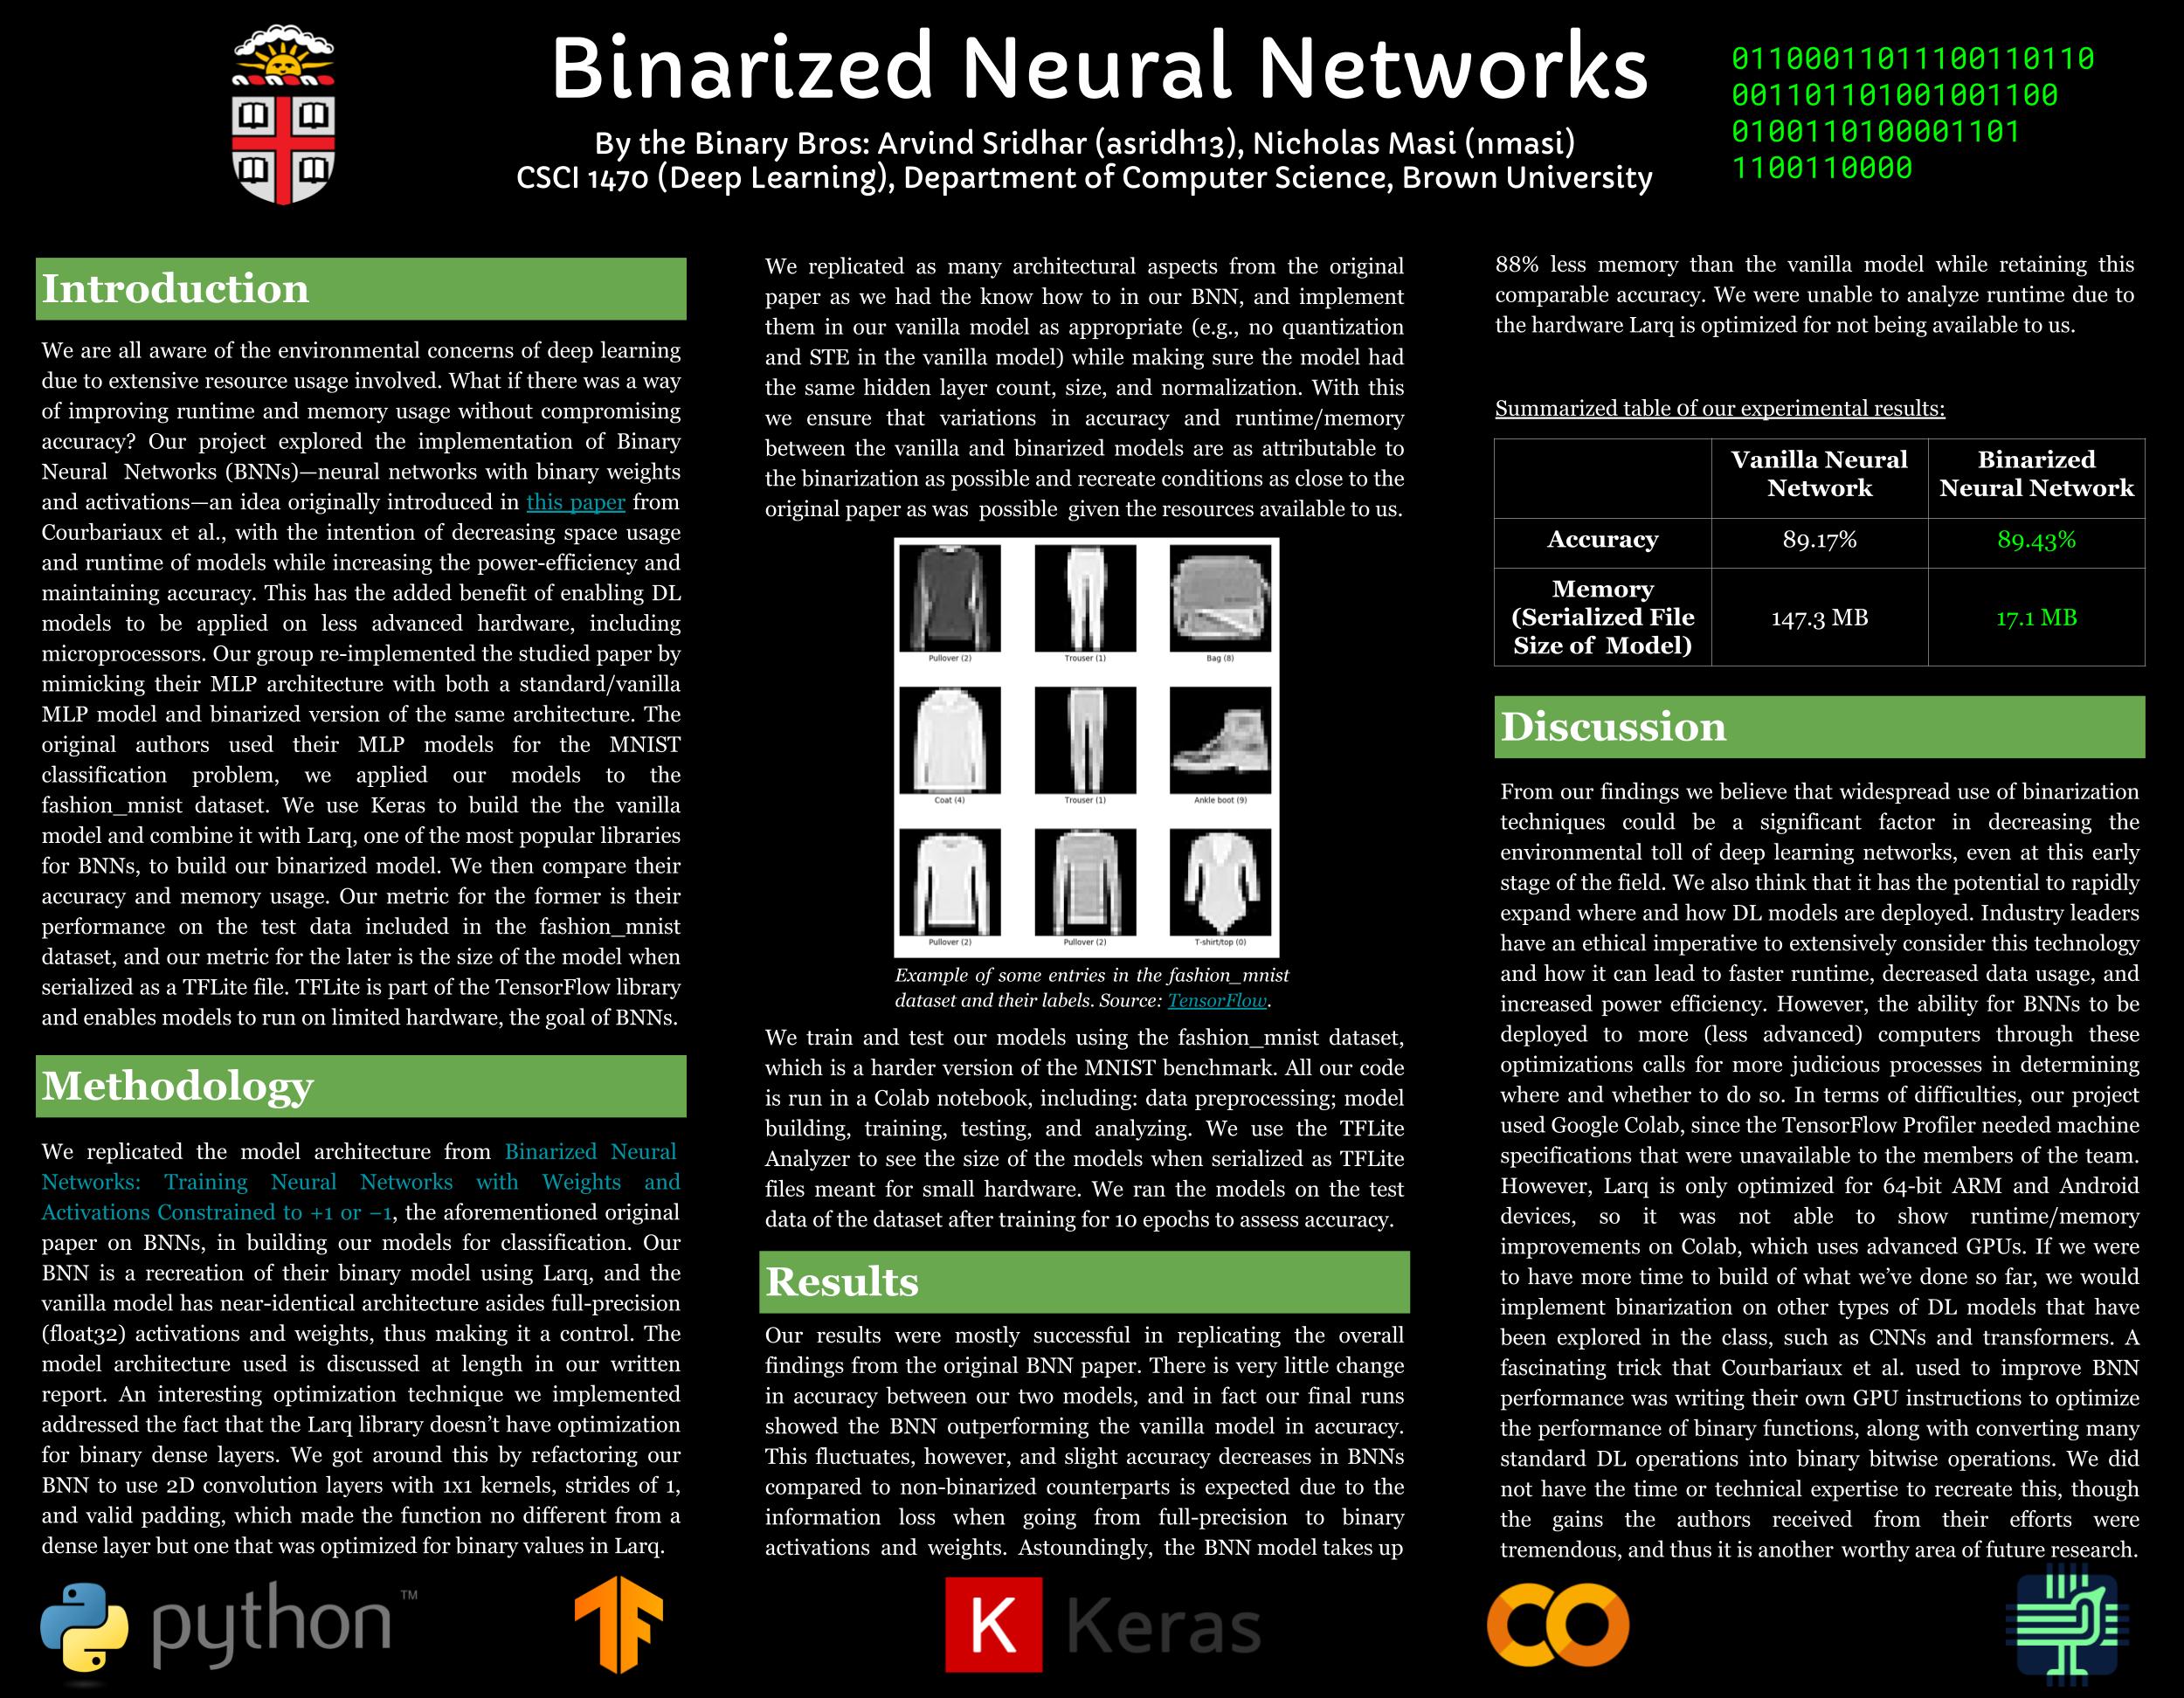 Binarized Neural Networks
By the Binary Bros: Arvind Sridhar (asridh13), Nicholas Masi (nmasi)
CSCI 1470 (Deep Learning), Department of Computer Science, Brown University
01100011011100110110
001101101001001100
0100110100001101
1100110000
Introduction
We are all aware of the environmental concerns of deep learning
due to extensive resource usage involved. What if there was a way
of improving runtime and memory usage without compromising
accuracy? Our project explored the implementation of Binary
Neural Networks (BNNs)—neural networks with binary weights
and activations—an idea originally introduced in this paper from
Courbariaux et al., with the intention of decreasing space usage
and runtime of models while increasing the power-efficiency and
maintaining accuracy. This has the added benefit of enabling DL
models to be applied on less advanced hardware, including
microprocessors. Our group re-implemented the studied paper by
mimicking their MLP architecture with both a standard/vanilla
MLP model and binarized version of the same architecture. The
original authors used their MLP models for the MNIST
classification problem, we applied our models to the
fashion_mnist dataset. We use Keras to build the the vanilla
model and combine it with Larq, one of the most popular libraries
for BNNs, to build our binarized model. We then compare their
accuracy and memory usage. Our metric for the former is their
performance on the test data included in the fashion_mnist
dataset, and our metric for the later is the size of the model when
serialized as a TFLite file. TFLite is part of the TensorFlow library
and enables models to run on limited hardware, the goal of BNNs.
Methodology
We replicated the model architecture from Binarized Neural
Networks: Training Neural Networks with Weights and
Activations Constrained to +1 or −1, the aforementioned original
paper on BNNs, in building our models for classification. Our
BNN is a recreation of their binary model using Larq, and the
vanilla model has near-identical architecture asides full-precision
(float32) activations and weights, thus making it a control. The
model architecture used is discussed at length in our written
report. An interesting optimization technique we implemented
addressed the fact that the Larq library doesn't have optimization
for binary dense layers. We got around this by refactoring our
BNN to use 2D convolution layers with 1x1 kernels, strides of 1,
and valid padding, which made the function no different from a
dense layer but one that was optimized for binary values in Larq.
We replicated as many architectural aspects from the original
paper as we had the know how to in our BNN, and implement
them in our vanilla model as appropriate (e.g., no quantization
and STE in the vanilla model) while making sure the model had
the same hidden layer count, size, and normalization. With this
we ensure that variations in accuracy and runtime/memory
between the vanilla and binarized models are as attributable to
the binarization as possible and recreate conditions as close to the
original paper as was possible given the resources available to us.
Pullover (2) Trouser (1) Bag (8)
Coat (4) Trouser (1) Ankle boot (9)
Pullover (2) Pullover (2) T-shirt/top (0)
Example of some entries in the fashion_mnist
dataset and their labels. Source: TensorFlow.
We train and test our models using the fashion_mnist dataset,
which is a harder version of the MNIST benchmark. All our code
is run in a Colab notebook, including: data preprocessing; model
building, training, testing, and analyzing. We use the TFLite
Analyzer to see the size of the models when serialized as TFLite
files meant for small hardware. We ran the models on the test
data of the dataset after training for 10 epochs to assess accuracy.
Results
Our results were mostly successful in replicating the overall
findings from the original BNN paper. There is very little change
in accuracy between our two models, and in fact our final runs
showed the BNN outperforming the vanilla model in accuracy.
This fluctuates, however, and slight accuracy decreases in BNNs
compared to non-binarized counterparts is expected due to the
information loss when going from full-precision to binary
activations and weights. Astoundingly, the BNN model takes up
88% less memory than the vanilla model while retaining this
comparable accuracy. We were unable to analyze runtime due to
the hardware Larq is optimized for not being available to us.
Summarized table of our experimental results:
Vanilla Neural Network Binarized Neural Network
Accuracy 89.17% 89.43%
Memory (Serialized File Size of Model) 147.3 MB 17.1 MB
Discussion
From our findings we believe that widespread use of binarization
techniques could be a significant factor in decreasing the
environmental toll of deep learning networks, even at this early
stage of the field. We also think that it has the potential to rapidly
expand where and how DL models are deployed. Industry leaders
have an ethical imperative to extensively consider this technology
and how it can lead to faster runtime, decreased data usage, and
increased power efficiency. However, the ability for BNNs to be
deployed to more (less advanced) computers through these
optimizations calls for more judicious processes in determining
where and whether to do so. In terms of difficulties, our project
used Google Colab, since the TensorFlow Profiler needed machine
specifications that were unavailable to the members of the team.
However, Larq is only optimized for 64-bit ARM and Android
devices, so it was not able to show runtime/memory
improvements on Colab, which uses advanced GPUs. If we were
to have more time to build of what we've done so far, we would
implement binarization on other types of DL models that have
been explored in the class, such as CNNs and transformers. A
fascinating trick that Courbariaux et al. used to improve BNN
performance was writing their own GPU instructions to optimize
the performance of binary functions, along with converting many
standard DL operations into binary bitwise operations. We did
not have the time or technical expertise to recreate this, though
the gains the authors received from their efforts were
tremendous, and thus it is another worthy area of future research.
python™
K Keras